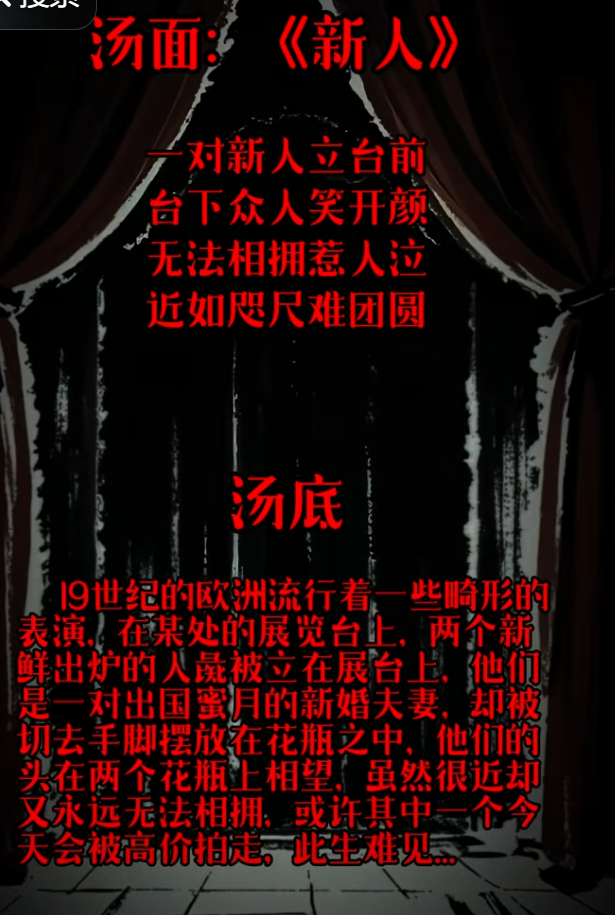 搜索
汤面：《新人》
一对新人立台前
台下众人笑开颜
无法相拥惹人泣
近如咫尺难团圆
汤底
19世纪的欧洲流行着一些畸形的
表演，在某处的展览台上，两个新
鲜出炉的人彘被立在展台上，他们
是一对出国蜜月的新婚夫妻，却被
切去手脚摆放在花瓶之中，他们的
头在两个花瓶上相望，虽然很近却
又永远无法相拥，或许其中一个今
天会被高价拍走，此生难见...